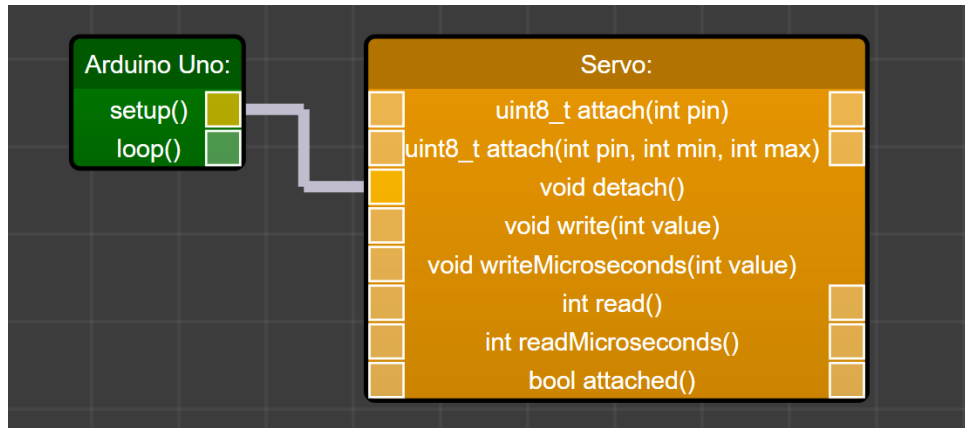 Arduino Uno:
setup()
loop()
Servo:
uint8_t attach(int pin)
uint8_t attach(int pin, int min, int max)
void detach()
void write(int value)
void writeMicroseconds(int value)
int read()
int readMicroseconds()
bool attached()